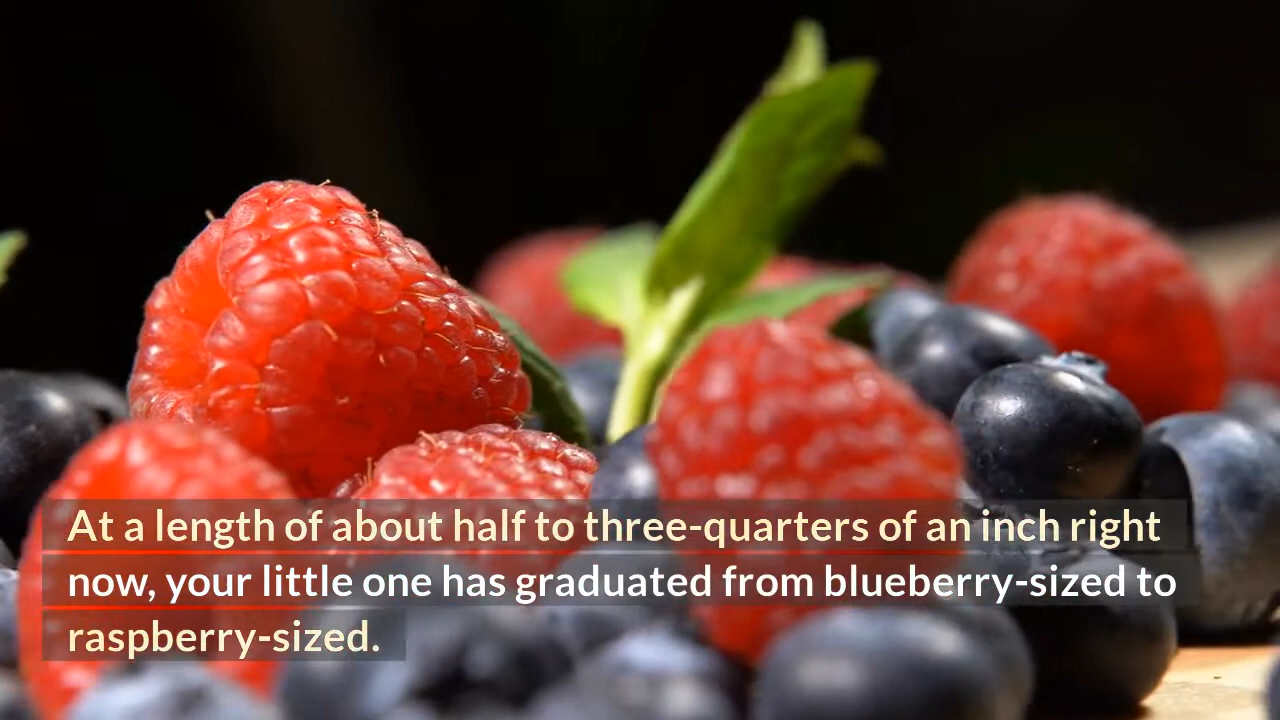 At a length of about half to three-quarters of an inch right
now, your little one has graduated from blueberry-sized to
raspberry-sized.